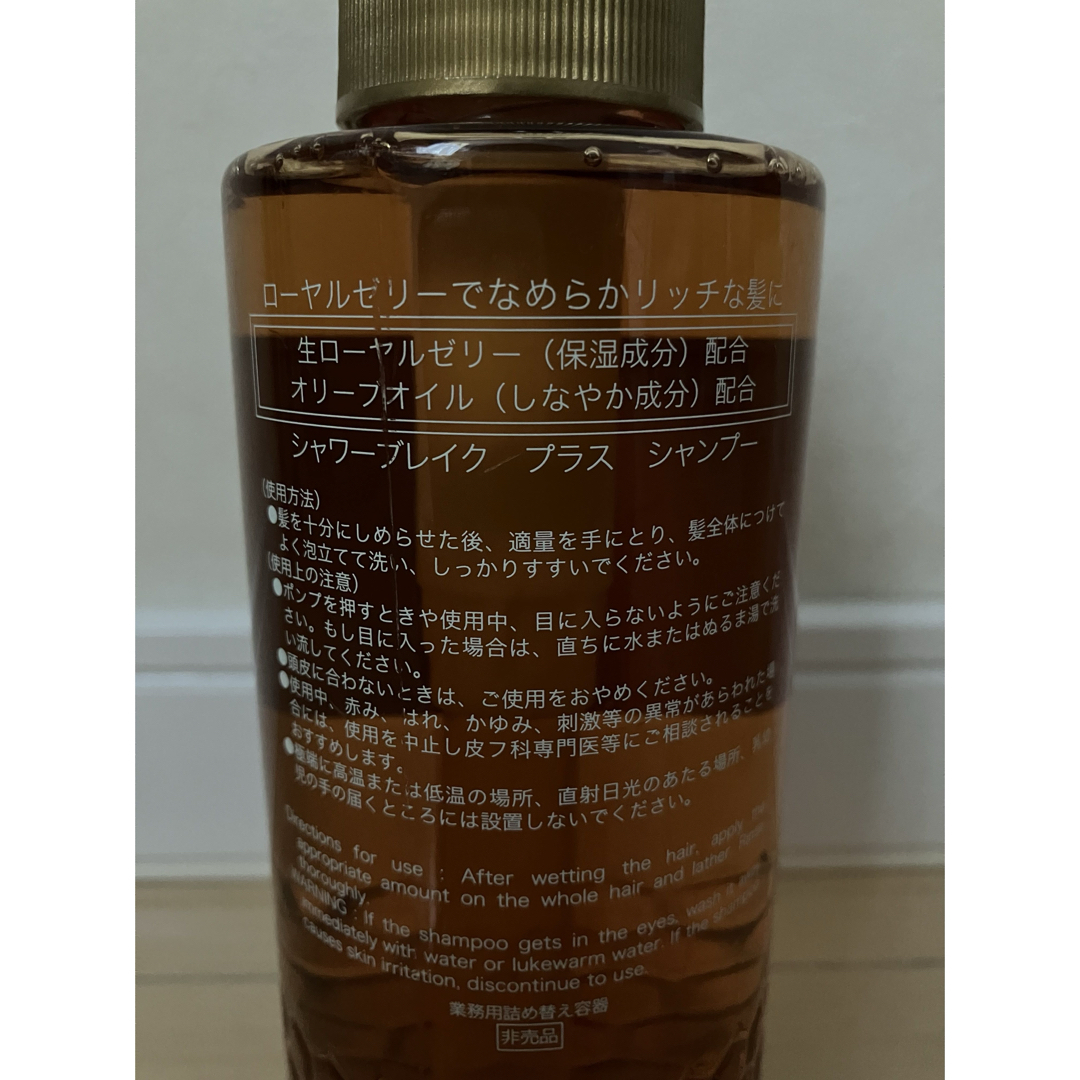 ローヤルゼリーでなめらかリッチな髪に
生ローヤルゼリー（保湿成分）配合
オリーブオイル（しなやか成分）配合
シャワーブレイク　プラス　シャンプー
（使用方法）
●髪を十分にしめらせた後、適量を手にとり、髪全体につけて
よく泡立てて洗い、しっかりすすいでください。
（使用上の注意）
●ポンプを押すときや使用中、目に入らないようにご注意くだ
さい。もし目に入った場合は、直ちに水またはぬるま湯で洗
い流してください。
●頭皮に合わないときは、ご使用をおやめください。
●使用中、赤み、はれ、かゆみ、刺激等の異常があらわれた場
合には、使用を中止し皮フ科専門医等にご相談されることを
おすすめします。
●極端に高温または低温の場所、直射日光のあたる場所、
児の手の届くところには設置しないでください。
Directions for use : After wetting the hair, apply the
appropriate amount on the whole hair and lather. Rinse
thoroughly.
WARNING : If the shampoo gets in the eyes, wash it
immediately with water or lukewarm water. If the shampoo
causes skin irritation, discontinue to use.
業務用詰め替え容器
非売品